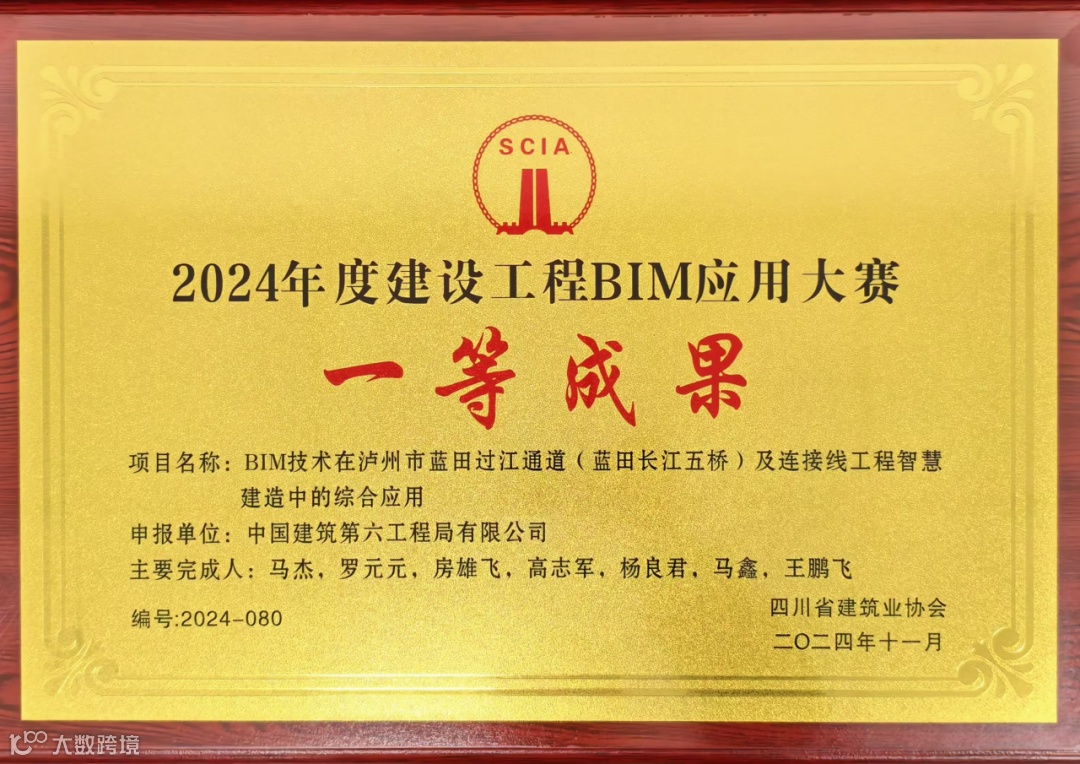 SCIA
2024年度建设工程BIM应用大赛
一等成果
项目名称：BIM技术在泸州市蓝田过江通道（蓝田长江五桥）及连接线工程智慧
建造中的综合应用
申报单位：中国建筑第六工程局有限公司
主要完成人：马杰，罗元元，房雄飞，高志军，杨良君，马鑫，王鹏飞
编号:2024-080
四川省建筑业协会
二〇二四年十一月
大数跨境